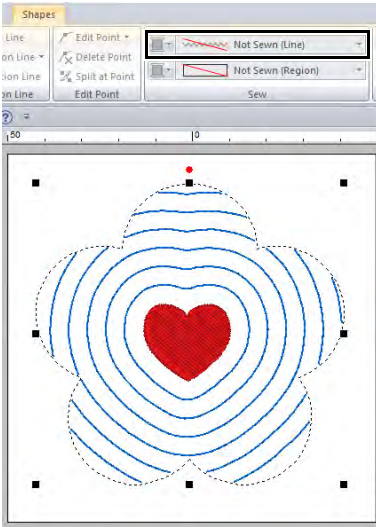 Shapes
Line
Edit Point
Not Sewn (Line)
on Line
Delete Point
ion Line
Split at Point
Not Sewn (Region)
on Line
Edit Point
Sew
?
50
0